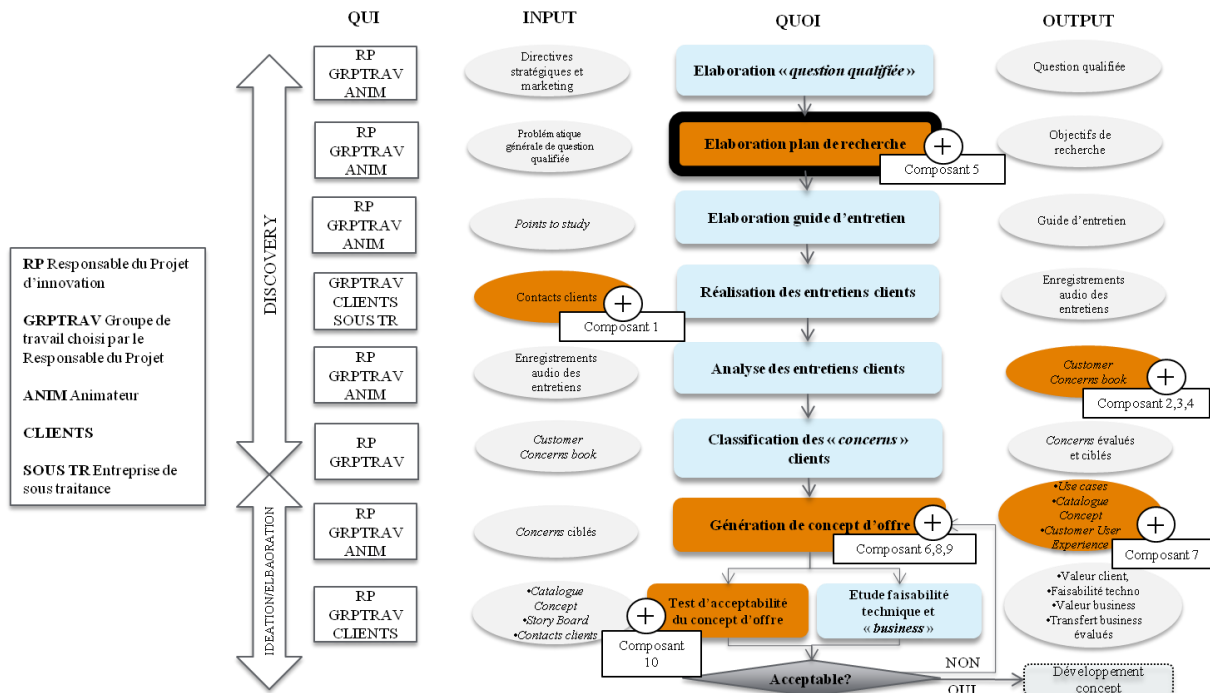 QUI
INPUT
QUOI
OUTPUT
RP
GRPTRAV
ANIM
Directives
stratégiques et
marketing
Elaboration « question qualifiée »
Question qualifiée
RP
GRPTRAV
ANIM
Problém atique
générale de question
qualifiée
Elaboration plan de recherche
+
Composant 5
Objectifs de
recherche
RP
GRPTRAV
ANIM
Points to study
Elaboration guide d’entretien
Guide d’entretien
DISCOVERY
RP Responsable du Projet
d’innovation
GRPTRAV Groupe de
travail choisi par le
Responsable du Projet
ANIM Animateur
CLIENTS
SOUS TR Entreprise de
sous traitance
GRPTRAV
CLIENTS
SOUS TR
Contacts clients
+
Composant 1
Réalisation des entretiens clients
Enregistrements
audio des
entretiens
RP
GRPTRAV
ANIM
Enregistrements
audio des
entretiens
Analyse des entretiens clients
Customer
Concerns book
+
Composant 2,3,4
RP
GRPTRAV
Customer
Concerns book
Classification des « concerns »
clients
Concerns évalués
et ciblés
IDEATION/ELBAORATION
RP
GRPTRAV
ANIM
Concerns ciblés
Génération de concept d’offre
+
Composant 6,8,9
•Use cases
•Catalogue
Concept
•Customer User
Experience
+
Composant 7
RP
GRPTRAV
CLIENTS
•Catalogue
Concept
•Story Board
•Contacts clients
+
Composant
10
Test d’acceptabilité
du concept d’offre
Etude faisabilité
technique et
« business »
•Valeur client,
•Faisabilité techno
•Valeur business
•Transfert business
évalués
Acceptable?
NON
OUI
Développement
concept